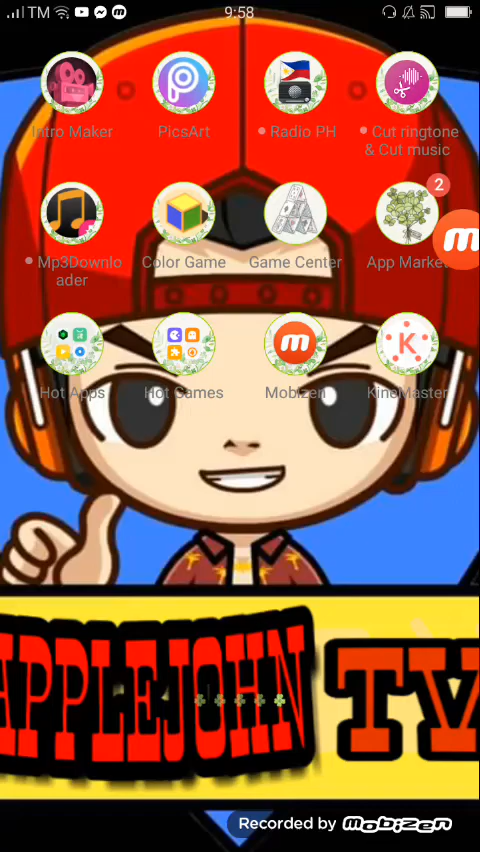 TM
9:58
Intro Maker
PicsArt
Radio PH
Cut ringtone
& Cut music
2
Mp3Downlo
ader
Color Game
Game Center
App Market
Hot Apps
Hot Games
Mobizen
KineMaster
APPLEJOHN TV
Recorded by mobizen